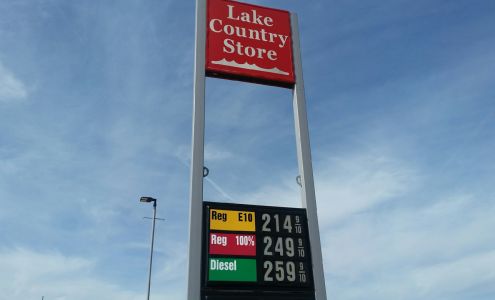 Lake
Country
Store
Reg E10 214 9/10
Reg 100% 249 9/10
Diesel 259 9/10